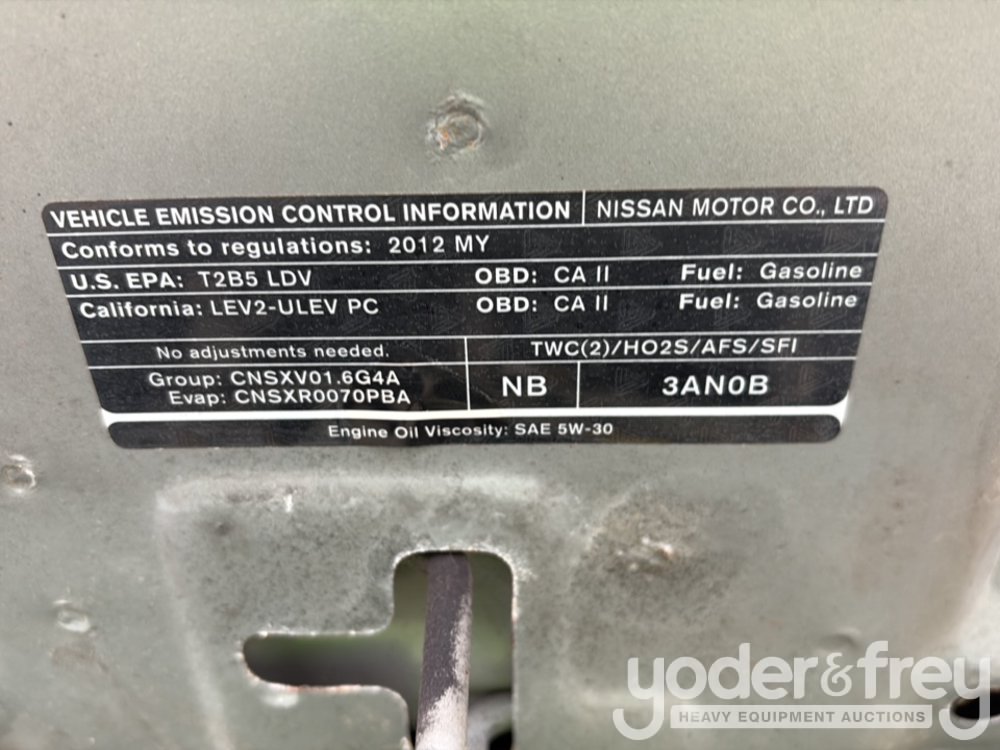 VEHICLE EMISSION CONTROL INFORMATION NISSAN MOTOR CO., LTD
Conforms to regulations: 2012 MY
U.S. EPA: T2B5 LDV OBD: CA II Fuel: Gasoline
California: LEV2-ULEV PC OBD: CA II Fuel: Gasoline
No adjustments needed. TWC(2)/HO2S/AFS/SFI
Group: CNSXV01.6G4A
Evap: CNSXR0070PBA
NB 3AN0B
Engine Oil Viscosity: SAE 5W-30
yoder&frey
HEAVY EQUIPMENT AUCTIONS